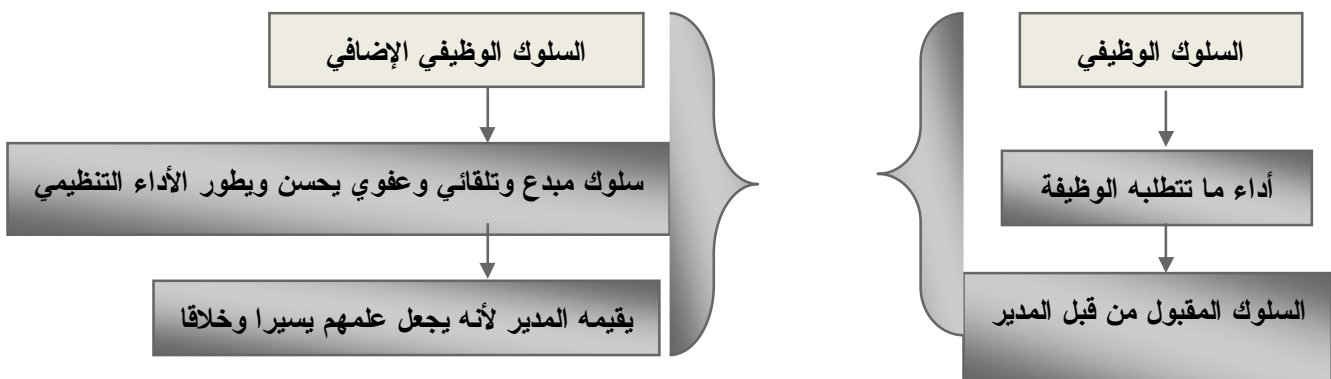 السلوك الوظيفي
أداء ما تتطلبه الوظيفة
السلوك المقبول من قبل المدير
السلوك الوظيفي الإضافي
سلوك مبدع وتلقائي وعفوي يحسن ويطور الأداء التنظيمي
يقيمه المدير لأنه يجعل علمهم يسيرا وخلاقا